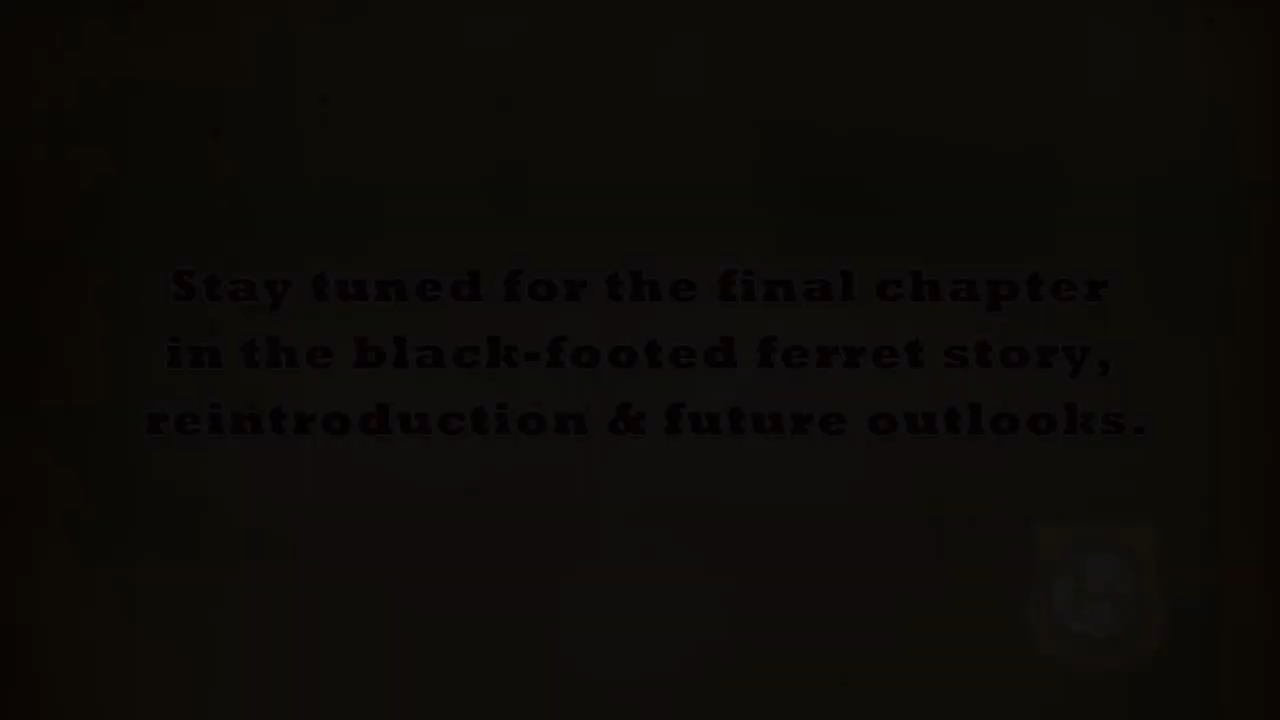 Stay tuned for the final chapter
in the black-footed ferret story,
reintroduction & future outlooks.